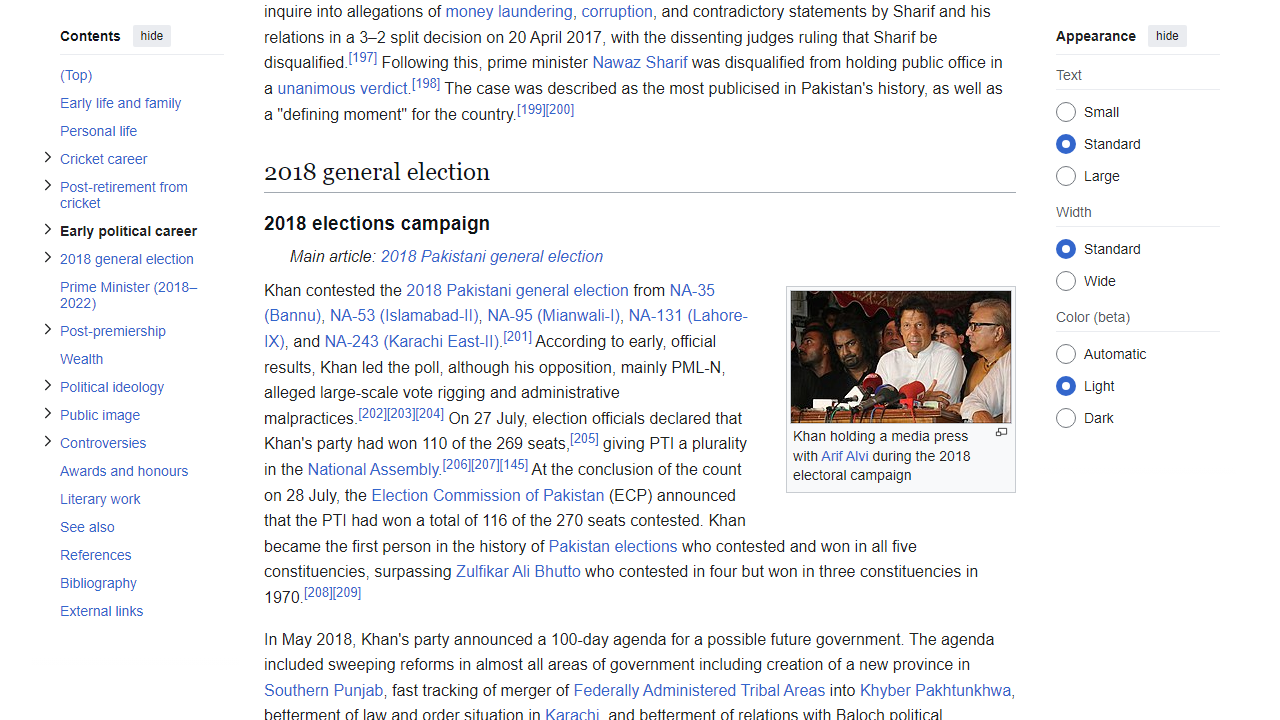 Contents hide
(Top)
Early life and family
Personal life
Cricket career
Post-retirement from
cricket
Early political career
2018 general election
Prime Minister (2018–
2022)
Post-premiership
Wealth
Political ideology
Public image
Controversies
Awards and honours
Literary work
See also
References
Bibliography
External links
inquire into allegations of money laundering, corruption, and contradictory statements by Sharif and his
relations in a 3–2 split decision on 20 April 2017, with the dissenting judges ruling that Sharif be
disqualified.[197] Following this, prime minister Nawaz Sharif was disqualified from holding public office in
a unanimous verdict.[198] The case was described as the most publicised in Pakistan's history, as well as
a "defining moment" for the country.[199][200]
2018 general election
2018 elections campaign
Main article: 2018 Pakistani general election
Khan contested the 2018 Pakistani general election from NA-35
(Bannu), NA-53 (Islamabad-II), NA-95 (Mianwali-I), NA-131 (Lahore-
IX), and NA-243 (Karachi East-II).[201] According to early, official
results, Khan led the poll, although his opposition, mainly PML-N,
alleged large-scale vote rigging and administrative
malpractices.[202][203][204] On 27 July, election officials declared that
Khan's party had won 110 of the 269 seats,[205] giving PTI a plurality
in the National Assembly.[206][207][145] At the conclusion of the count
on 28 July, the Election Commission of Pakistan (ECP) announced
that the PTI had won a total of 116 of the 270 seats contested. Khan
became the first person in the history of Pakistan elections who contested and won in all five
constituencies, surpassing Zulfikar Ali Bhutto who contested in four but won in three constituencies in
1970.[208][209]
Khan holding a media press
with Arif Alvi during the 2018
electoral campaign
In May 2018, Khan's party announced a 100-day agenda for a possible future government. The agenda
included sweeping reforms in almost all areas of government including creation of a new province in
Southern Punjab, fast tracking of merger of Federally Administered Tribal Areas into Khyber Pakhtunkhwa,
betterment of law and order situation in Karachi, and betterment of relations with Baloch political
Appearance hide
Text
Small
Standard
Large
Width
Standard
Wide
Color (beta)
Automatic
Light
Dark